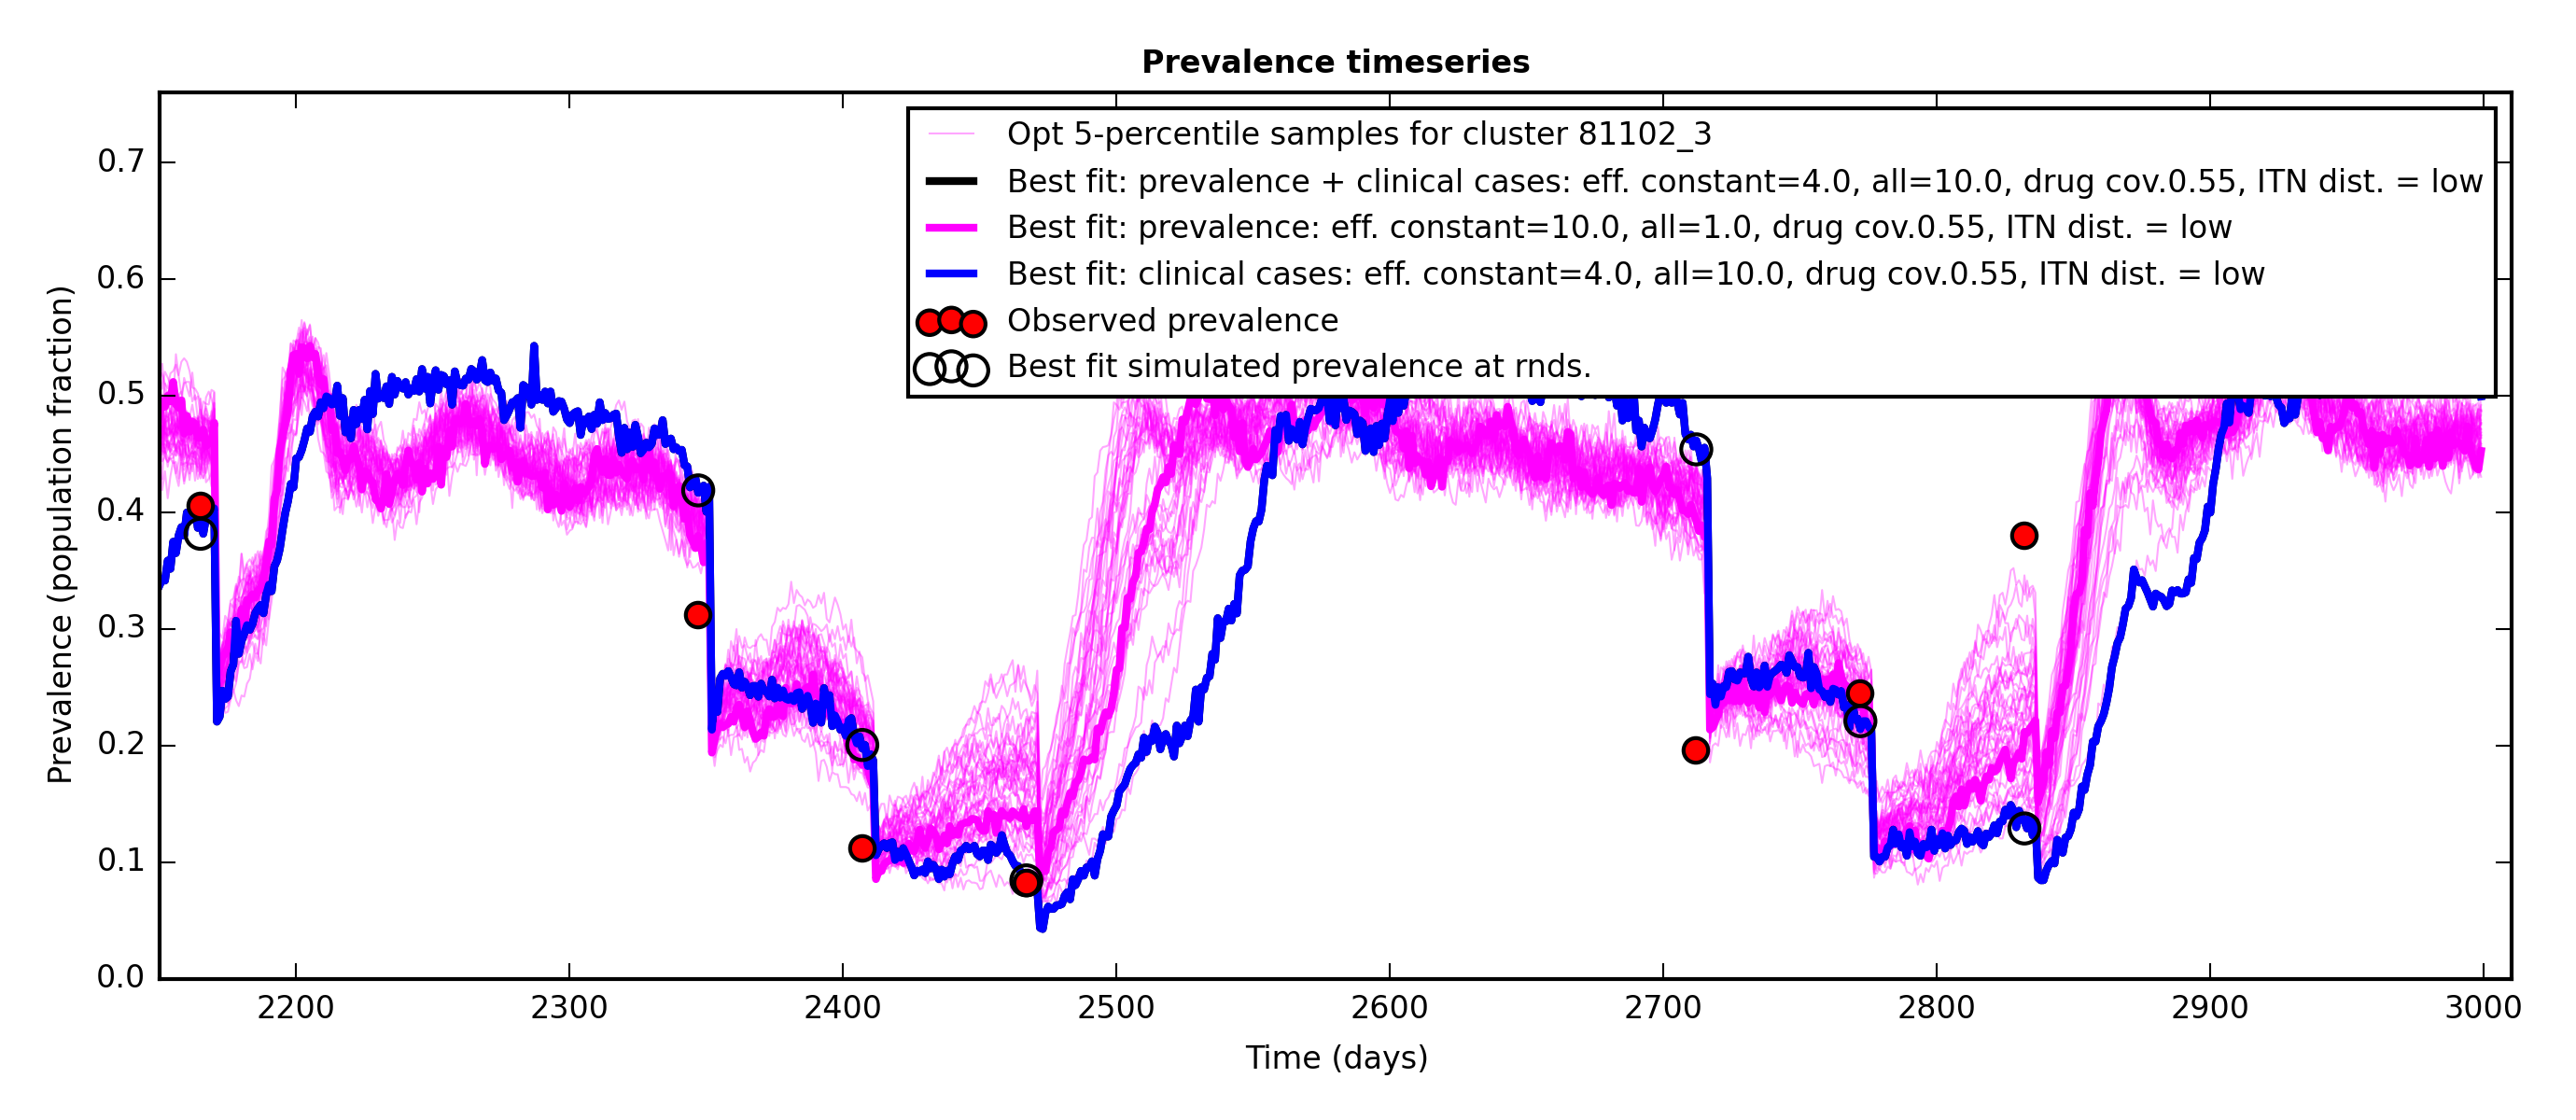 Prevalence timeseries
Opt 5-percentile samples for cluster 81102_3
Best fit: prevalence + clinical cases: eff. constant=4.0, all=10.0, drug cov.0.55, ITN dist. = low
Best fit: prevalence: eff. constant=10.0, all=1.0, drug cov.0.55, ITN dist. = low
Best fit: clinical cases: eff. constant=4.0, all=10.0, drug cov.0.55, ITN dist. = low
Observed prevalence
Best fit simulated prevalence at rnds.
Prevalence (population fraction)
0.7
0.6
0.5
0.4
0.3
0.2
0.1
0.0
2200 2300 2400 2500 2600 2700 2800 2900 3000
Time (days)